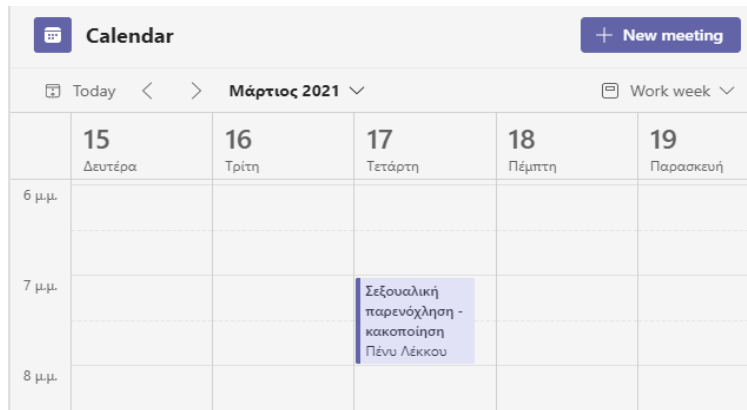 Calendar
+ New meeting
Today < > Μάρτιος 2021
Work week
15 16 17 18 19
Δευτέρα Τρίτη Τετάρτη Πέμπτη Παρασκευή
6 μ.μ.
7 μ.μ.
Σεξουαλική
παρενόχληση -
κακοποίηση
Πένυ Λέκκου
8 μ.μ.